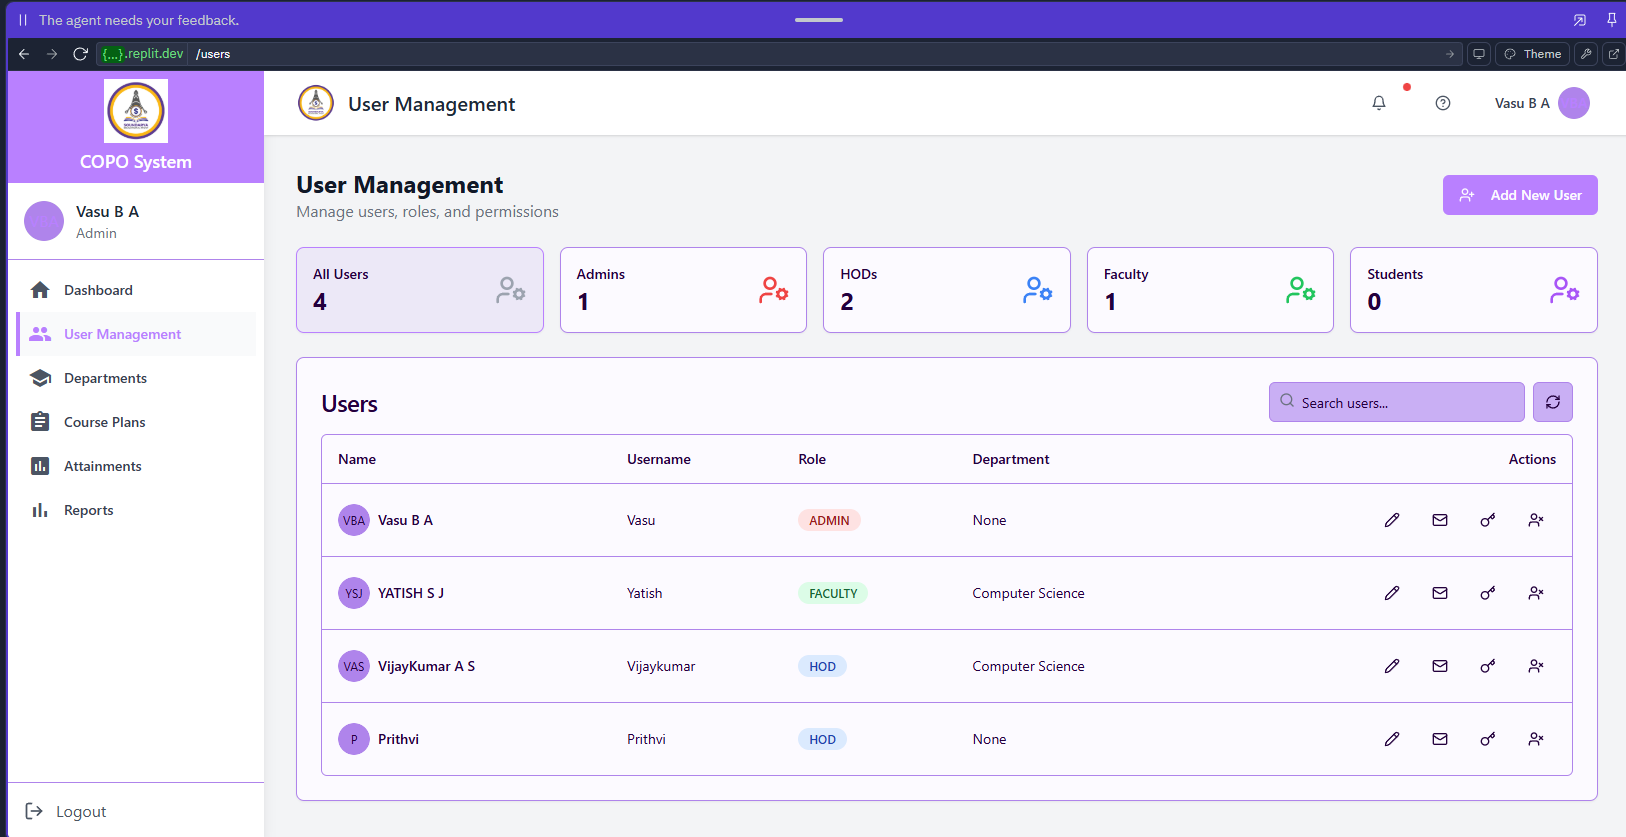 The agent needs your feedback.
{...}.replit.dev /users
Theme
COPO System
User Management
Vasu B A
Vasu B A
Admin
Dashboard
User Management
Departments
Course Plans
Attainments
Reports
Logout
User Management
Manage users, roles, and permissions
Add New User
All Users
4
Admins
1
HODs
2
Faculty
1
Students
0
Users
Search users...
Name Username Role Department Actions
VBA Vasu B A Vasu ADMIN None
YSJ YATISH S J Yatish FACULTY Computer Science
VAS VijayKumar A S Vijaykumar HOD Computer Science
P Prithvi Prithvi HOD None